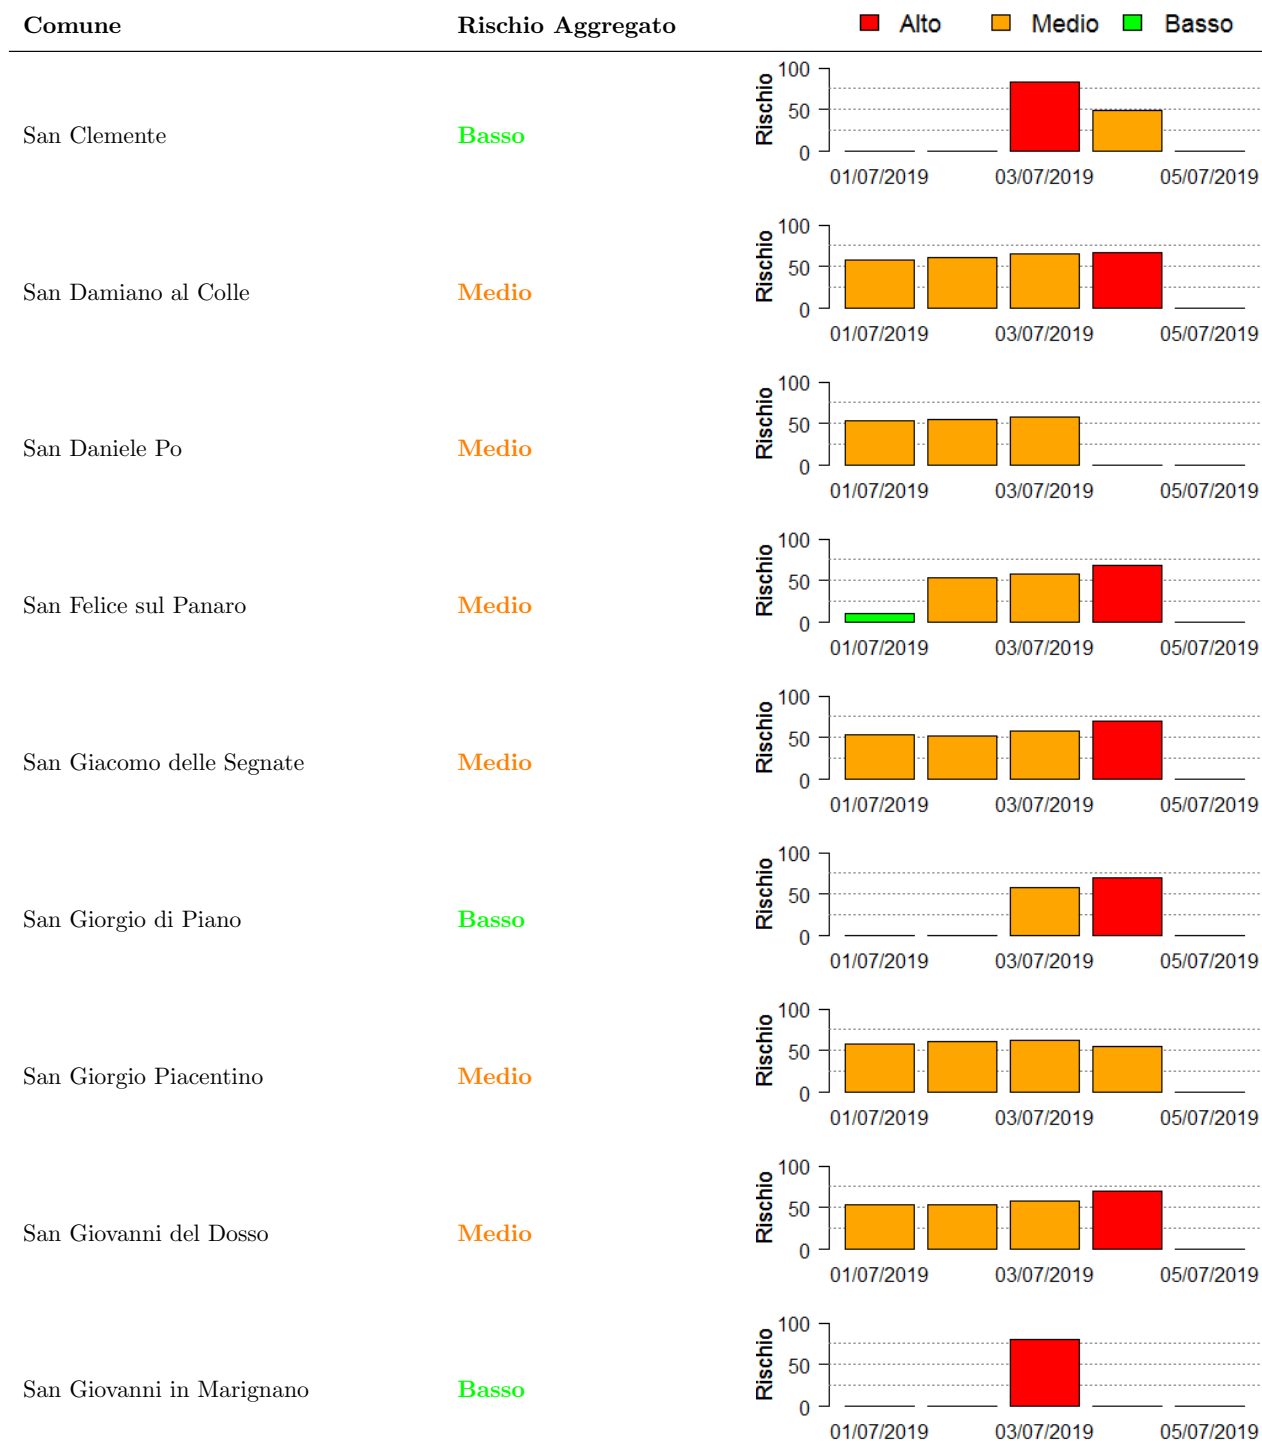 Comune Rischio Aggregato Alto Medio Basso
100
50
0
Rischio
San Clemente Basso
01/07/2019 03/07/2019 05/07/2019
100
50
0
Rischio
San Damiano al Colle Medio
01/07/2019 03/07/2019 05/07/2019
100
50
0
Rischio
San Daniele Po Medio
01/07/2019 03/07/2019 05/07/2019
100
50
0
Rischio
San Felice sul Panaro Medio
01/07/2019 03/07/2019 05/07/2019
100
50
0
Rischio
San Giacomo delle Segnate Medio
01/07/2019 03/07/2019 05/07/2019
100
50
0
Rischio
San Giorgio di Piano Basso
01/07/2019 03/07/2019 05/07/2019
100
50
0
Rischio
San Giorgio Piacentino Medio
01/07/2019 03/07/2019 05/07/2019
100
50
0
Rischio
San Giovanni del Dosso Medio
01/07/2019 03/07/2019 05/07/2019
100
50
0
Rischio
San Giovanni in Marignano Basso
01/07/2019 03/07/2019 05/07/2019